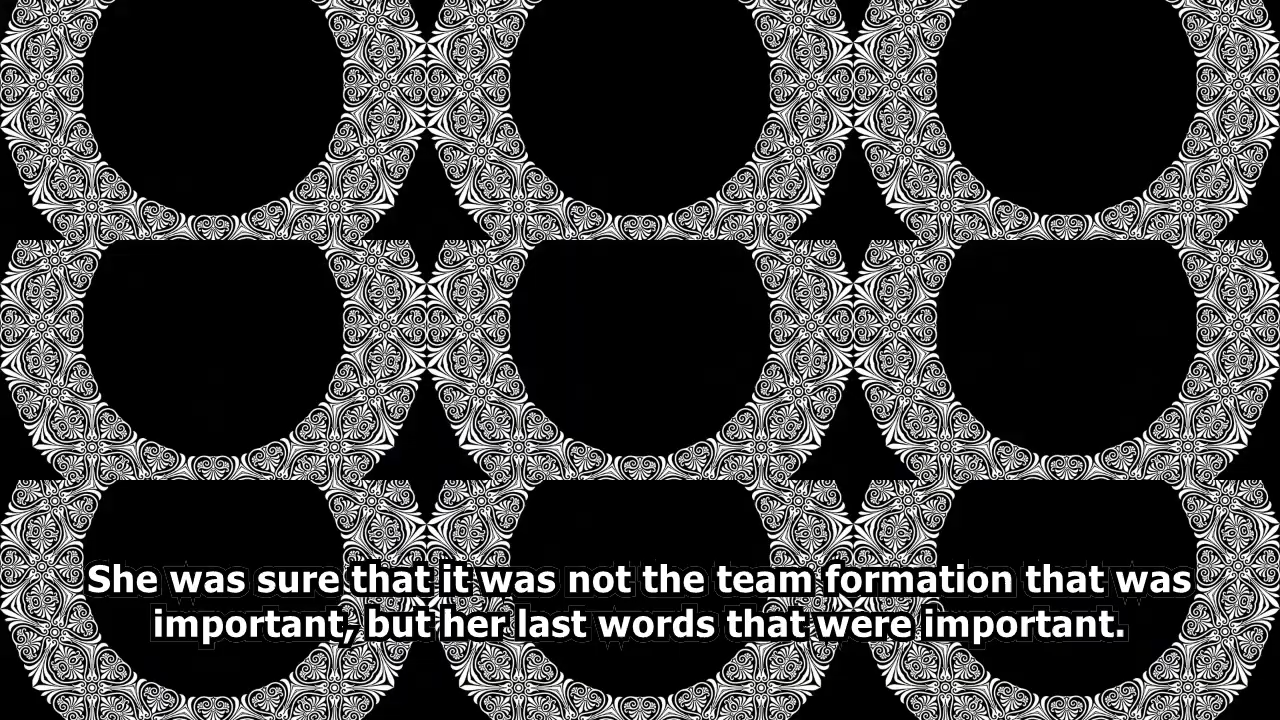 She was sure that it was not the team formation that was
important, but her last words that were important.